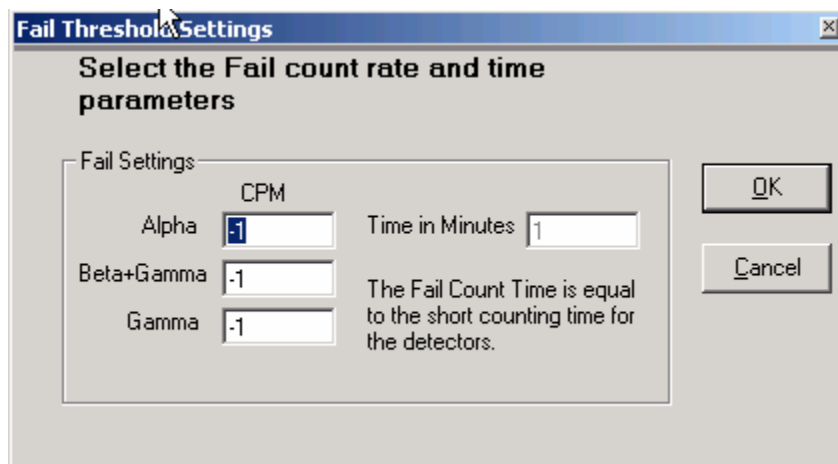 Fail Threshold Settings
Select the Fail count rate and time
parameters
Fail Settings
CPM
Alpha -1
Time in Minutes 1
Beta+Gamma -1
Gamma -1
The Fail Count Time is equal
to the short counting time for
the detectors.
OK
Cancel